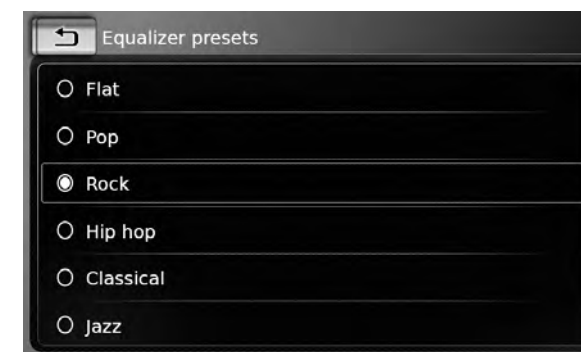 Equalizer presets
Flat
Pop
Rock
Hip hop
Classical
Jazz